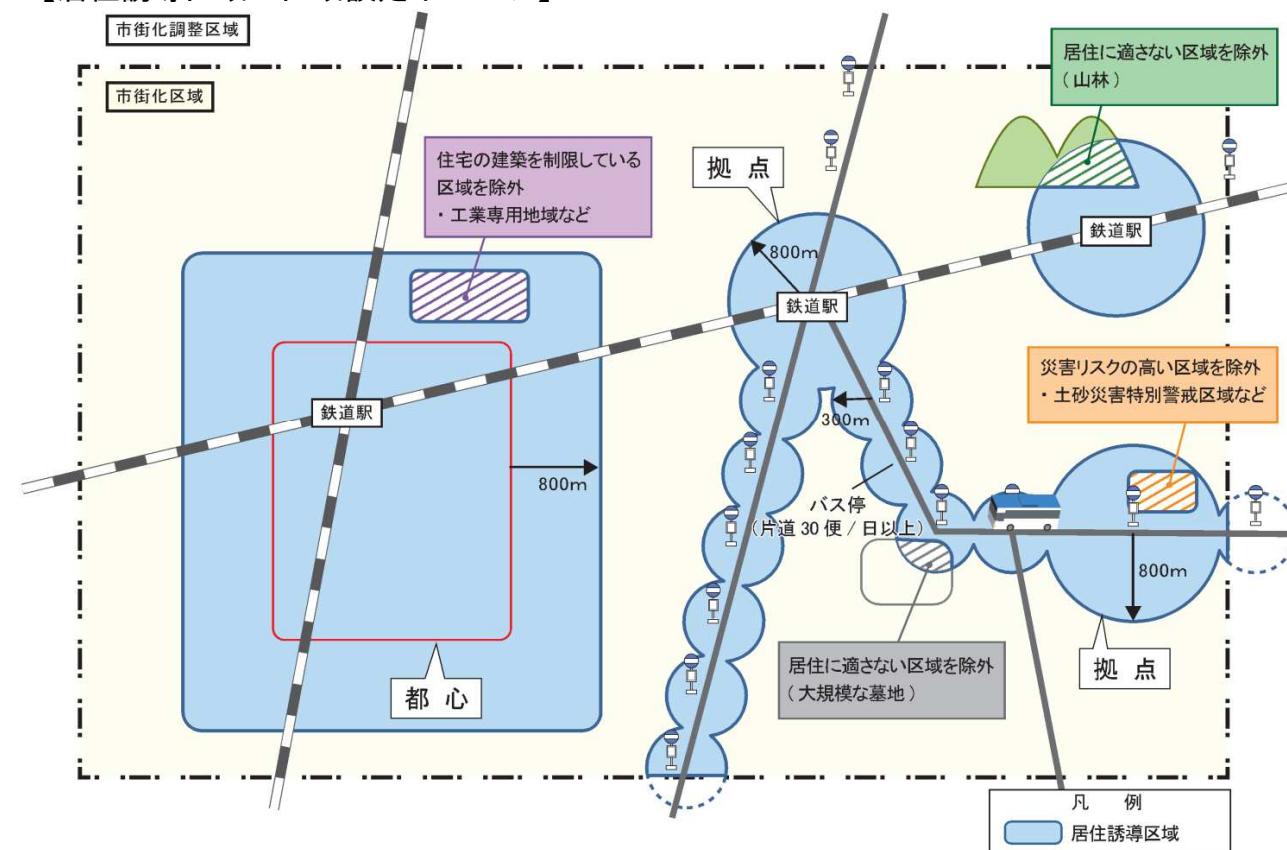 市街化調整区域
市街化区域
居住に適さない区域を除外
（山林）
住宅の建築を制限している
区域を除外
・工業専用地域など
拠 点
鉄道駅
800m
鉄道駅
災害リスクの高い区域を除外
・土砂災害特別警戒区域など
鉄道駅
300m
800m
バス停
（片道 30 便 / 日以上）
800m
居住に適さない区域を除外
（大規模な墓地）
拠 点
都 心
凡 例
居住誘導区域